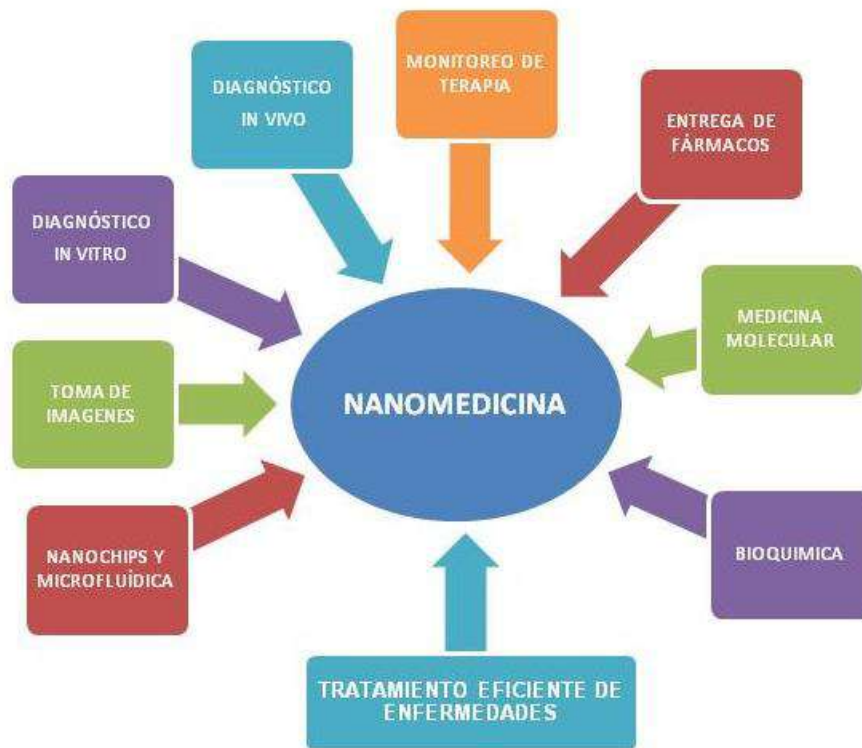 MONITOREO DE
TERAPIA
DIAGNÓSTICO
IN VIVO
ENTREGA DE
FÁRMACOS
DIAGNÓSTICO
IN VITRO
MEDICINA
MOLECULAR
TOMA DE
IMAGENES
NANOMEDICINA
NANOCHIPS Y
MICROFLUÍDICA
BIOQUIMICA
TRATAMIENTO EFICIENTE DE
ENFERMEDADES